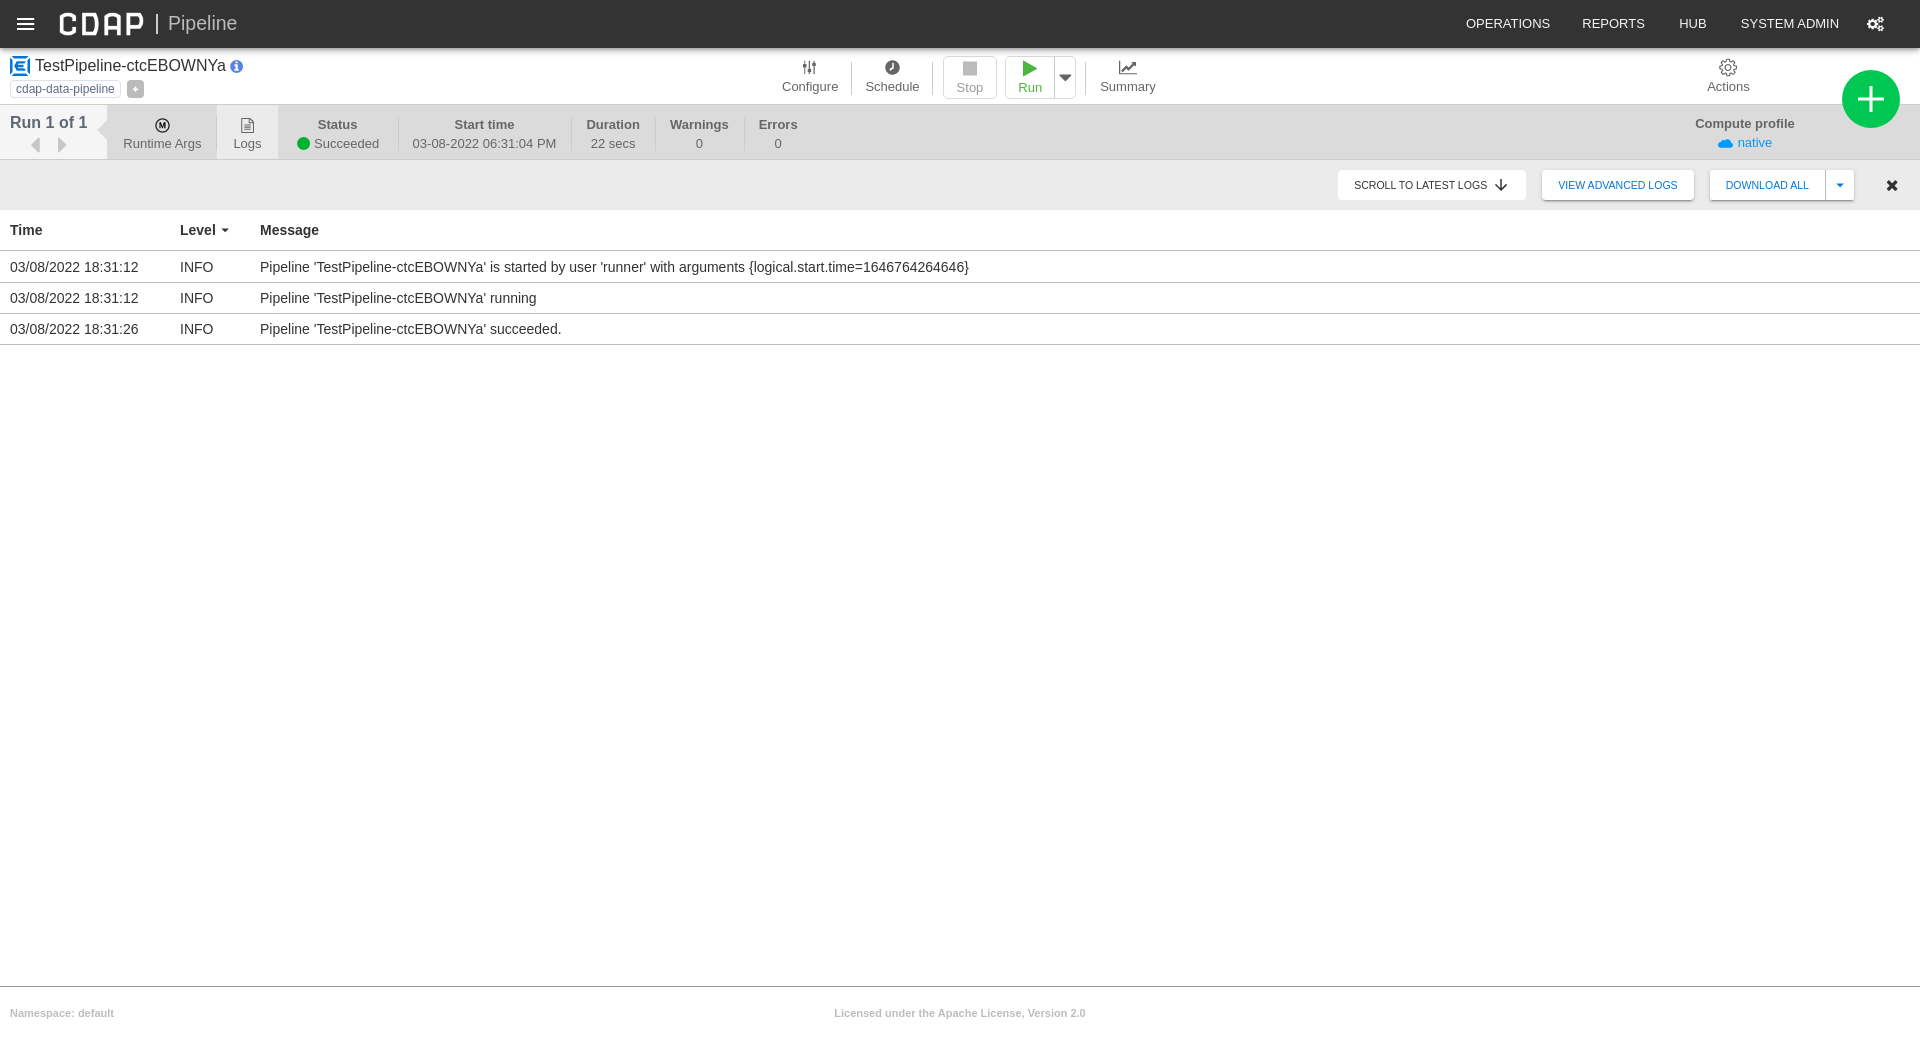 CDAP | Pipeline
OPERATIONS
REPORTS
HUB
SYSTEM ADMIN
TestPipeline-ctcEBOWNYa
cdap-data-pipeline
+
Configure
Schedule
Stop
Run
Summary
Actions
Run 1 of 1
Runtime Args
Logs
Status
Succeeded
Start time
03-08-2022 06:31:04 PM
Duration
22 secs
Warnings
0
Errors
0
Compute profile
native
SCROLL TO LATEST LOGS
VIEW ADVANCED LOGS
DOWNLOAD ALL
Time Level Message
03/08/2022 18:31:12 INFO Pipeline 'TestPipeline-ctcEBOWNYa' is started by user 'runner' with arguments {logical.start.time=1646764264646}
03/08/2022 18:31:12 INFO Pipeline 'TestPipeline-ctcEBOWNYa' running
03/08/2022 18:31:26 INFO Pipeline 'TestPipeline-ctcEBOWNYa' succeeded.
Namespace: default
Licensed under the Apache License, Version 2.0